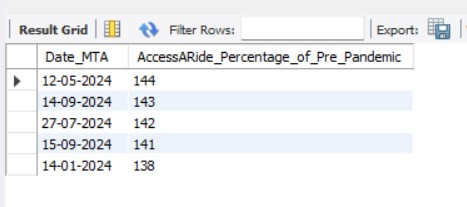 Result Grid Filter Rows: Export:
Date_MTA AccessARide_Percentage_of_Pre_Pandemic
12-05-2024 144
14-09-2024 143
27-07-2024 142
15-09-2024 141
14-01-2024 138